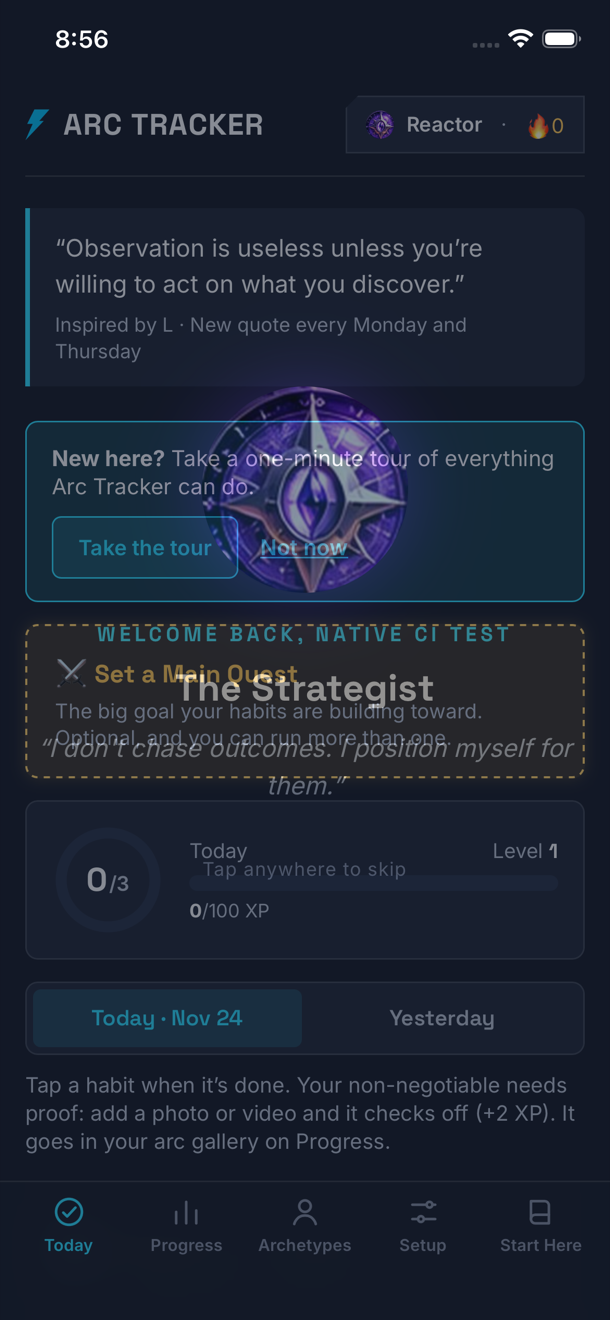 8:56
ARC TRACKER
Reactor · 🔥0
“Observation is useless unless you’re
willing to act on what you discover.”
Inspired by L · New quote every Monday and
Thursday
New here? Take a one-minute tour of everything
Arc Tracker can do.
Take the tour
Not now
WELCOME BACK, NATIVE CI TEST
⚔️ Set a Main Quest
The Strategist
The big goal your habits are building toward.
Optional, and you can run more than one.
“I don’t chase outcomes. I position myself for
them.”
Today
Level 1
Tap anywhere to skip
0/3
0/100 XP
Today · Nov 24
Yesterday
Tap a habit when it’s done. Your non-negotiable needs
proof: add a photo or video and it checks off (+2 XP). It
goes in your arc gallery on Progress.
Today
Progress
Archetypes
Setup
Start Here